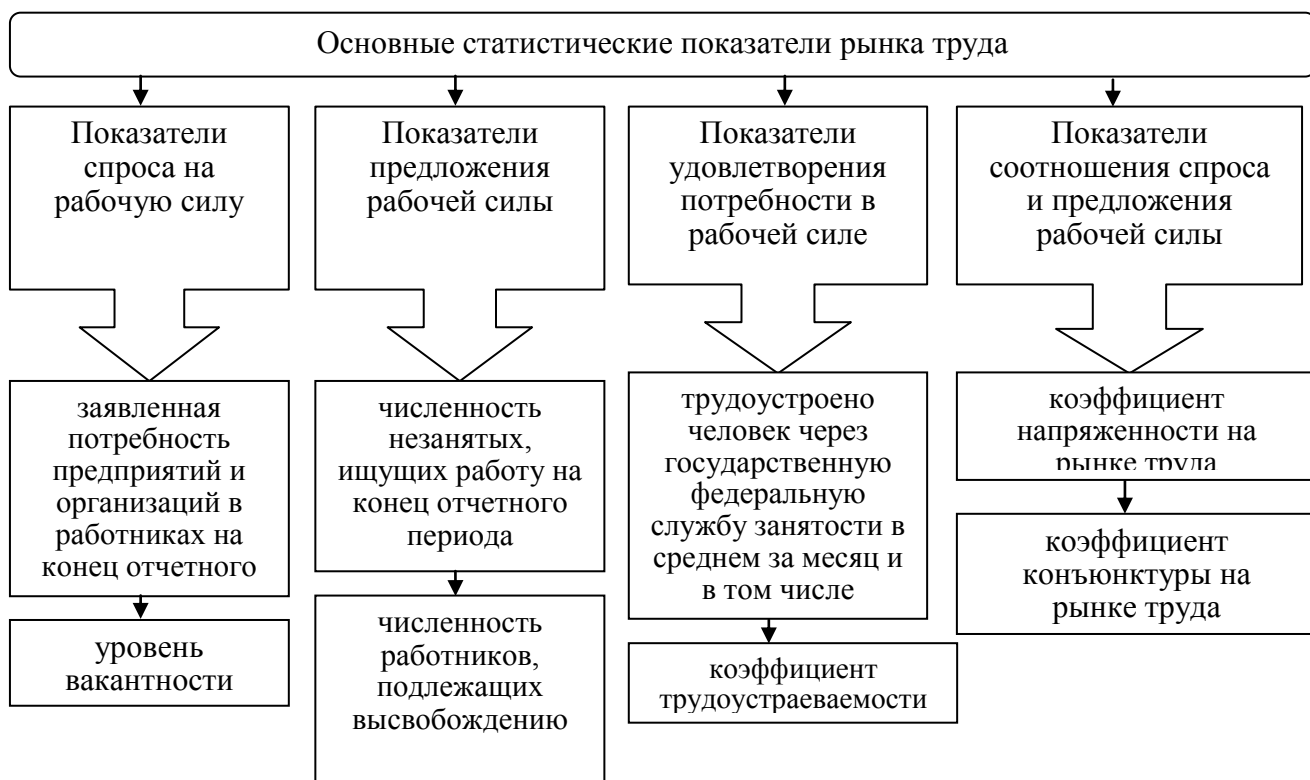 Основные статистические показатели рынка труда
Показатели
спроса на
рабочую силу
Показатели
предложения
рабочей силы
Показатели
удовлетворения
потребности в
рабочей силе
Показатели
соотношения спроса
и предложения
рабочей силы
заявленная
потребность
предприятий и
организаций в
работниках на
конец отчетного
уровень
вакантности
численность
незанятых,
ищущих работу на
конец отчетного
периода
численность
работников,
подлежащих
высвобождению
трудоустроено
человек через
государственную
федеральную
службу занятости в
среднем за месяц и
в том числе
коэффициент
трудоустраеваемости
коэффициент
напряженности на
рынке труда
коэффициент
конъюнктуры на
рынке труда